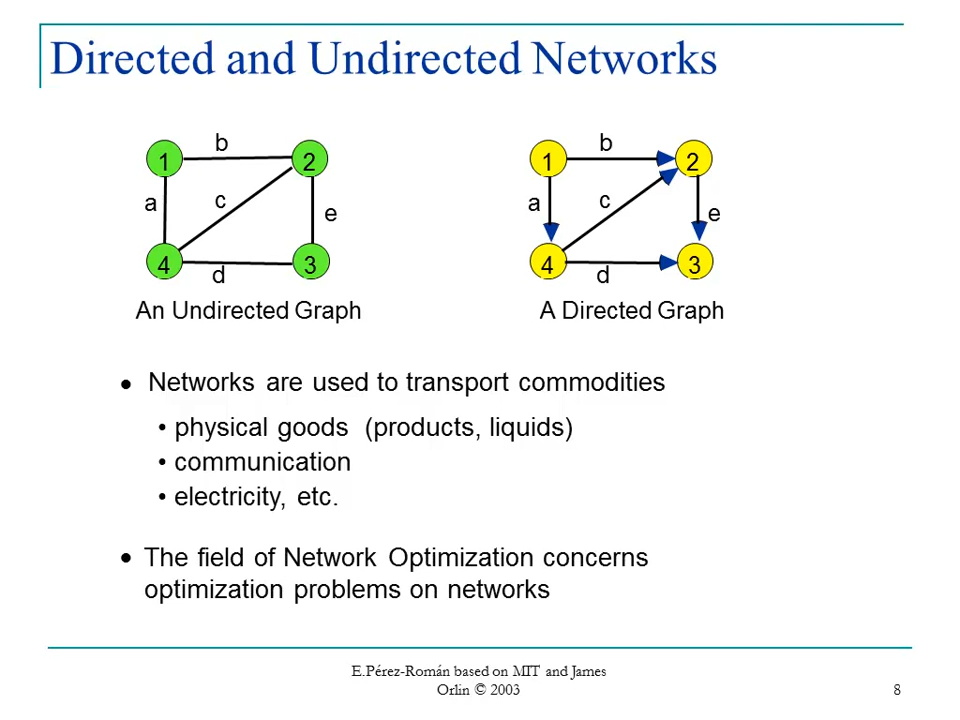 Directed and Undirected Networks
b b
1 2 1 2
a c e a c e
4 3 4 3
d d
An Undirected Graph A Directed Graph
• Networks are used to transport commodities
• physical goods (products, liquids)
• communication
• electricity, etc.
• The field of Network Optimization concerns
optimization problems on networks
E.Pérez-Román based on MIT and James
Orlin © 2003
8